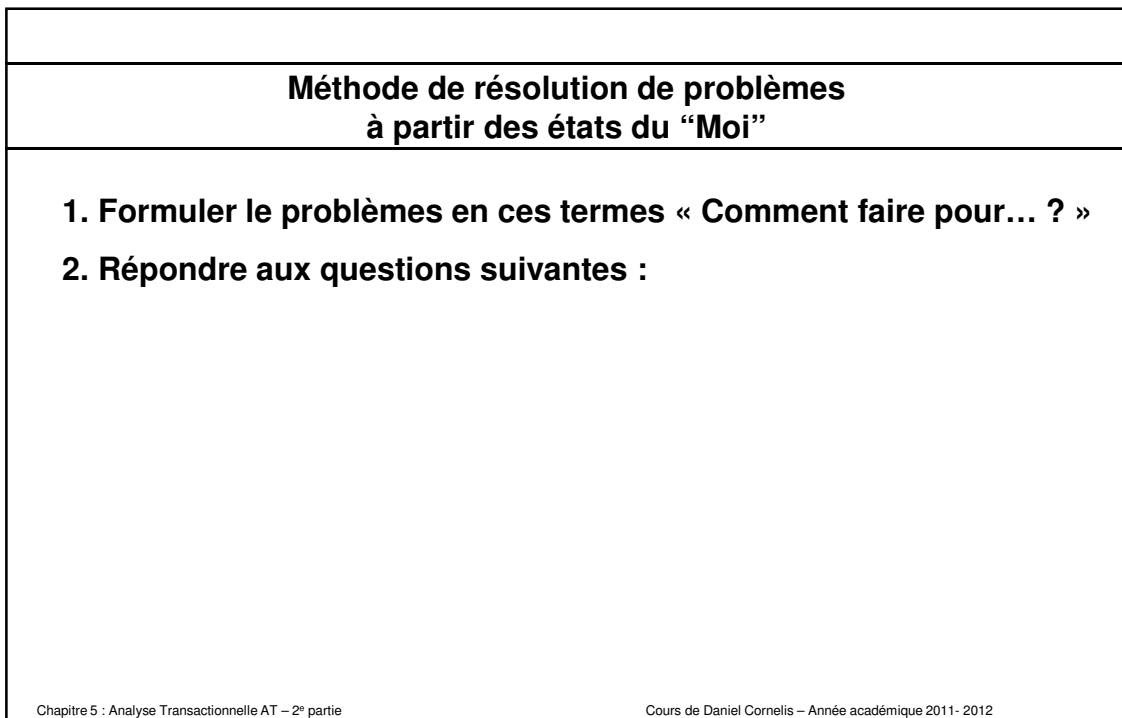 Méthode de résolution de problèmes
à partir des états du “Moi”
1. Formuler le problèmes en ces termes « Comment faire pour… ? »
2. Répondre aux questions suivantes :
Chapitre 5 : Analyse Transactionnelle AT – 2e partie
Cours de Daniel Cornelis – Année académique 2011- 2012